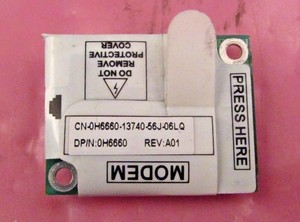 DO NOT
REMOVE
PROTECTIVE
COVER
PRESS HERE
CN-0H6660-13740-56J-06LQ
DP/N:0H6660 REV:A01
MODEM